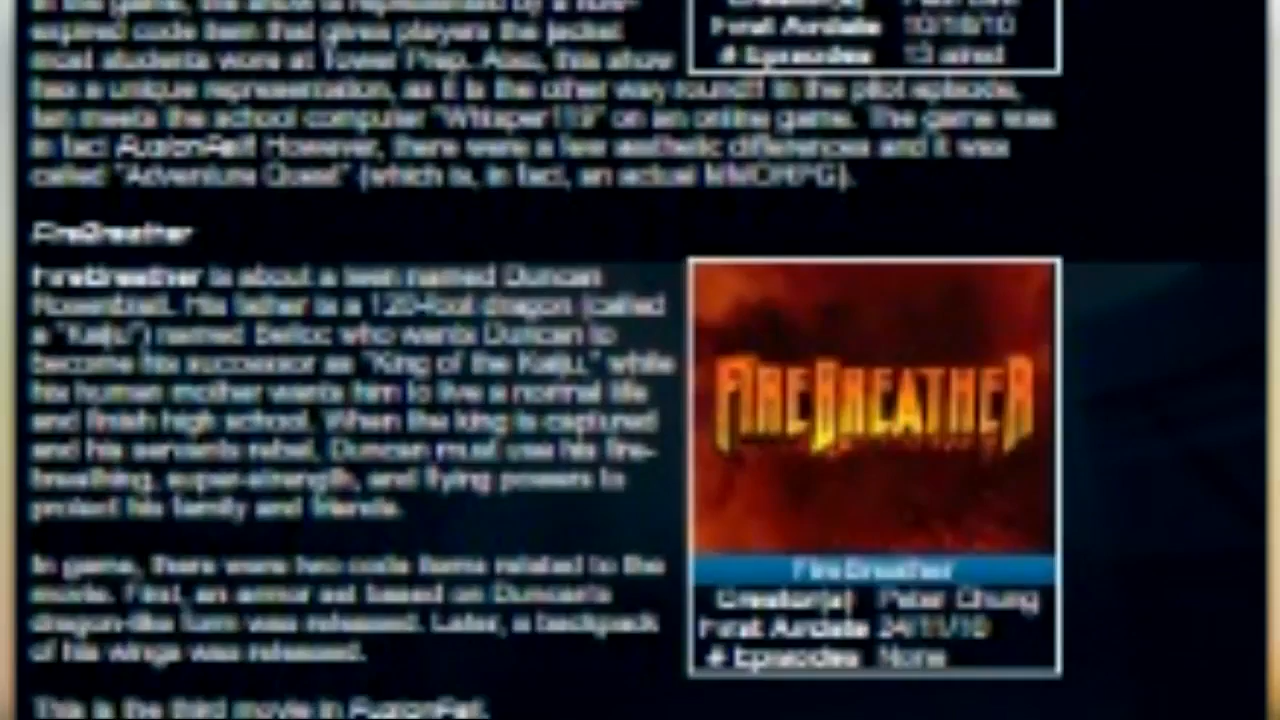 in the game, the show is represented by a now-
expired code item that gives players the jacket
most students wore at Tower Prep. Also, this show
has a unique representation, as it is the other way round! In the pilot episode,
Ian meets the school computer "Whisper119" on an online game. The game was
in fact FusionFall! However, there were a few asthetic differences and it was
called "Adventure Quest" (which is, in fact, an actual MMORPG).
First Airdate 10/19/10
# Episodes 13 aired
FireBreather
FireBreather is about a teen named Duncan
Rosenblatt. His father is a 120-foot dragon (called
a "Kaiju") named Belloc who wants Duncan to
become his successor as "King of the Kaiju," while
his human mother wants him to live a normal life
and finish high school. When the king is captured
and his servants rebel, Duncan must use his fire-
breathing, super-strength, and flying powers to
protect his family and friends.
In game, there were two code items related to the
movie. First, an armor set based on Duncan's
dragon-like form was released. Later, a backpack
of his wings was released.
This is the third movie in FusionFall.
FIREBREATHER
FireBreather
Creator(s) Peter Chung
First Airdate 24/11/10
# Episodes None